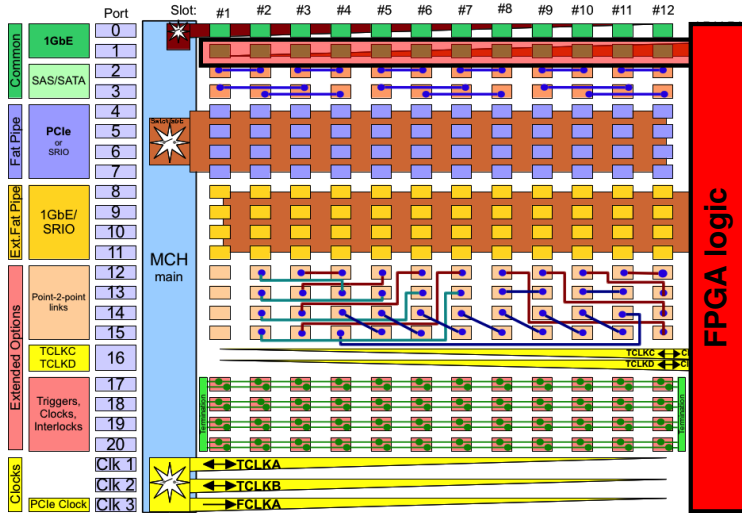 Port
Slot:
#1
#2
#3
#4
#5
#6
#7
#8
#9
#10
#11
#12
Common
1GbE
0
1
SAS/SATA
2
3
Fat Pipe
PCIe
or
SRIO
4
5
6
7
Ext.Fat Pipe
1GbE/
SRIO
8
9
10
11
MCH
main
FPGA logic
Extended Options
Point-2-point
links
12
13
14
15
TCLKC
TCLKD
16
TCLKC
TCLKD
Triggers,
Clocks,
Interlocks
17
18
19
20
Termination
Termination
Clocks
Clk 1
TCLKA
Clk 2
TCLKB
PCIe Clock
Clk 3
FCLKA